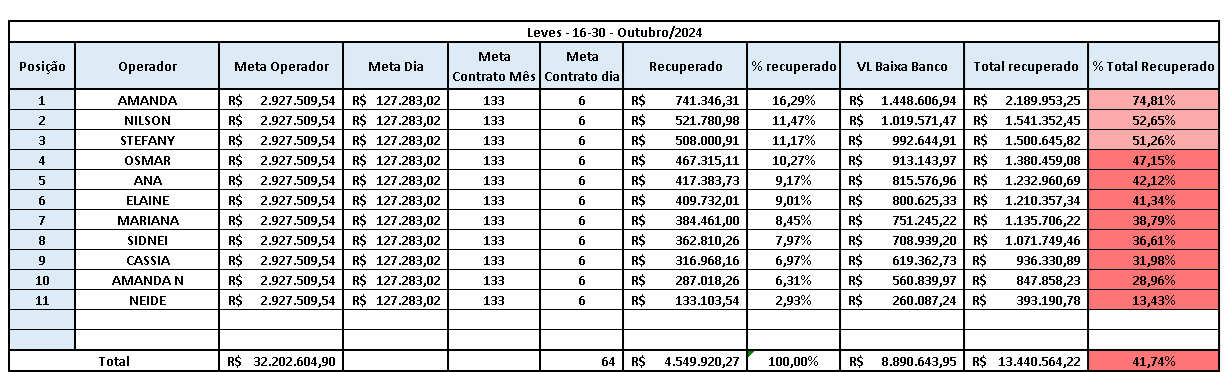 Leves - 16-30 - Outubro/2024
Posição Operador Meta Operador Meta Dia Meta Contrato Mês Meta Contrato dia Recuperado % recuperado VL Baixa Banco Total recuperado % Total Recuperado
1 AMANDA R$ 2.927.509,54 R$ 127.283,02 133 6 R$ 741.346,31 16,29% R$ 1.448.606,94 R$ 2.189.953,25 74,81%
2 NILSON R$ 2.927.509,54 R$ 127.283,02 133 6 R$ 521.780,98 11,47% R$ 1.019.571,47 R$ 1.541.352,45 52,65%
3 STEFANY R$ 2.927.509,54 R$ 127.283,02 133 6 R$ 508.000,91 11,17% R$ 992.644,91 R$ 1.500.645,82 51,26%
4 OSMAR R$ 2.927.509,54 R$ 127.283,02 133 6 R$ 467.315,11 10,27% R$ 913.143,97 R$ 1.380.459,08 47,15%
5 ANA R$ 2.927.509,54 R$ 127.283,02 133 6 R$ 417.383,73 9,17% R$ 815.576,96 R$ 1.232.960,69 42,12%
6 ELAINE R$ 2.927.509,54 R$ 127.283,02 133 6 R$ 409.732,01 9,01% R$ 800.625,33 R$ 1.210.357,34 41,34%
7 MARIANA R$ 2.927.509,54 R$ 127.283,02 133 6 R$ 384.461,00 8,45% R$ 751.245,22 R$ 1.135.706,22 38,79%
8 SIDNEI R$ 2.927.509,54 R$ 127.283,02 133 6 R$ 362.810,26 7,97% R$ 708.939,20 R$ 1.071.749,46 36,61%
9 CASSIA R$ 2.927.509,54 R$ 127.283,02 133 6 R$ 316.968,16 6,97% R$ 619.362,73 R$ 936.330,89 31,98%
10 AMANDA N R$ 2.927.509,54 R$ 127.283,02 133 6 R$ 287.018,26 6,31% R$ 560.839,97 R$ 847.858,23 28,96%
11 NEIDE R$ 2.927.509,54 R$ 127.283,02 133 6 R$ 133.103,54 2,93% R$ 260.087,24 R$ 393.190,78 13,43%
Total R$ 32.202.604,90 64 R$ 4.549.920,27 100,00% R$ 8.890.643,95 R$ 13.440.564,22 41,74%